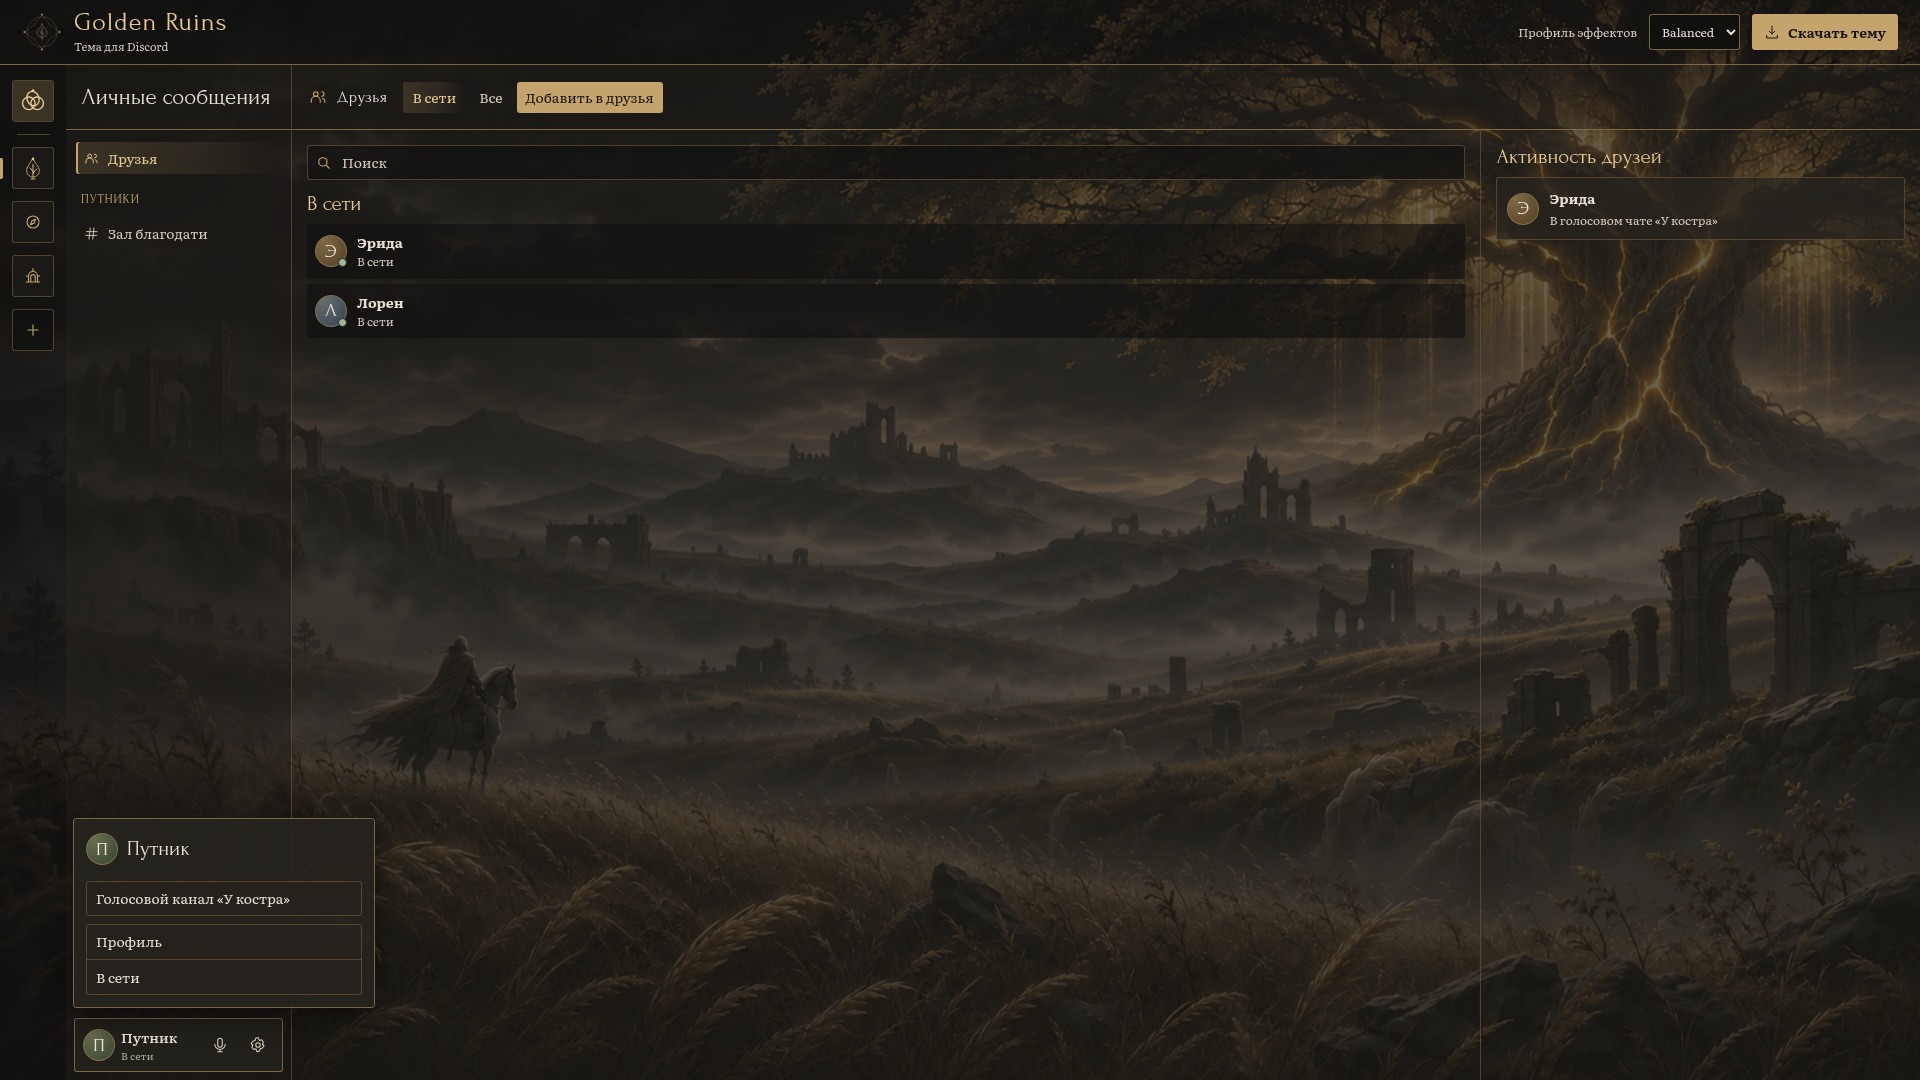 Golden Ruins
Тема для Discord
Профиль эффектов
Balanced
Скачать тему
Личные сообщения
Друзья
В сети
Все
Добавить в друзья
Друзья
ПУТНИКИ
Зал благодати
Поиск
В сети
Э
Эрида
В сети
Л
Лорен
В сети
Активность друзей
Э
Эрида
В голосовом чате «У костра»
П
Путник
Голосовой канал «У костра»
Профиль
В сети
П
Путник
В сети